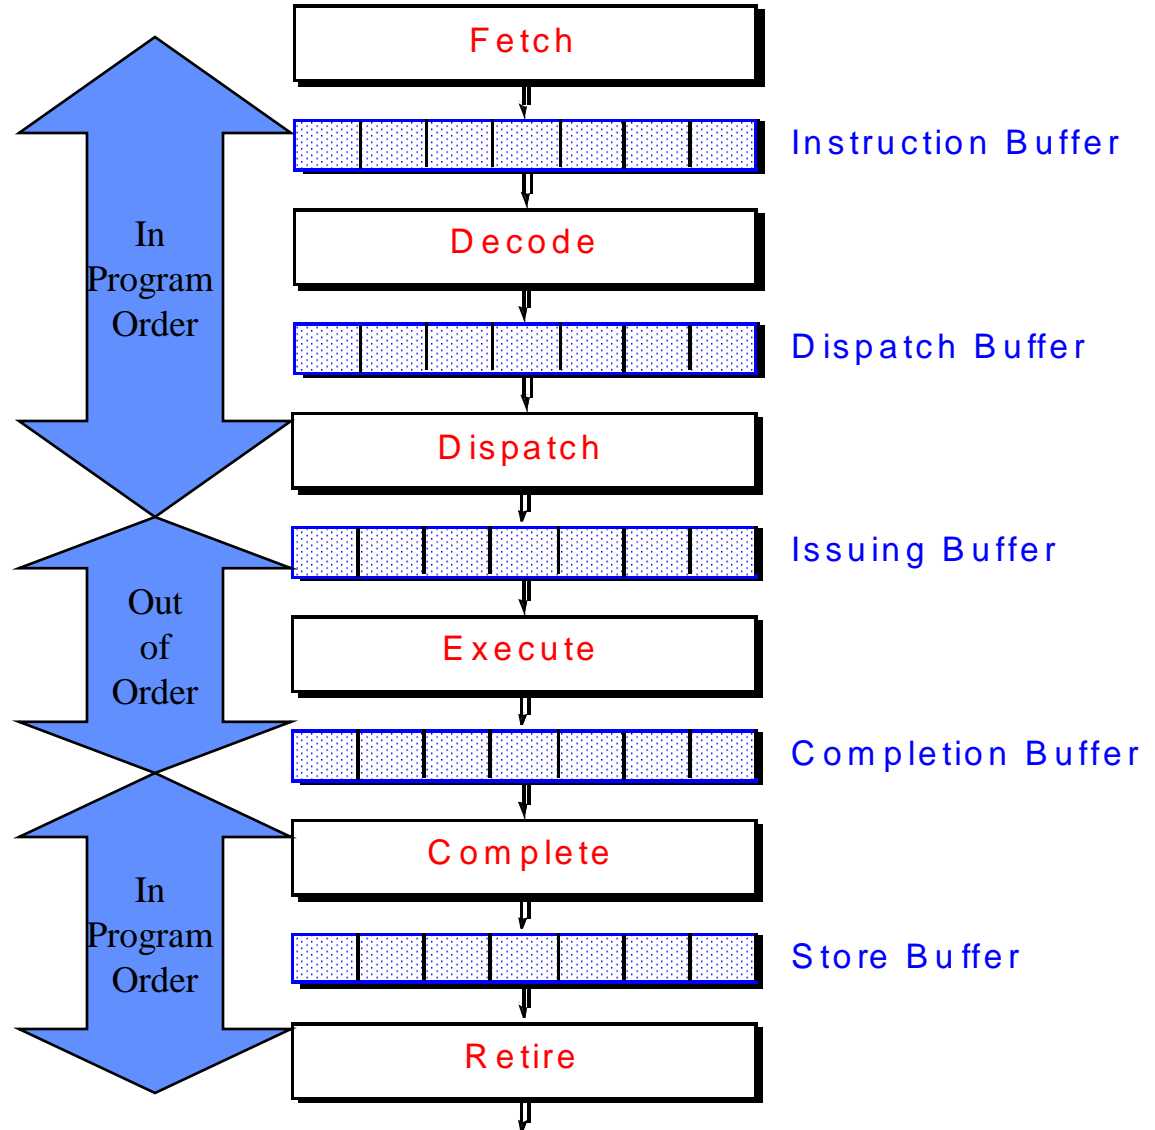 Fetch
Instruction Buffer
Decode
In
Program
Order
Dispatch Buffer
Dispatch
Issuing Buffer
Out
of
Order
Execute
Completion Buffer
Complete
In
Program
Order
Store Buffer
Retire